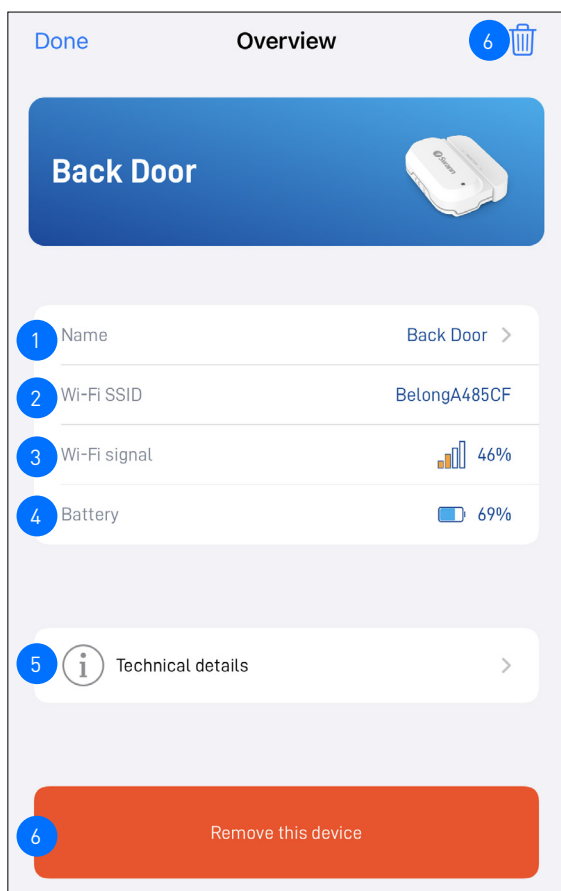 Done Overview 6
Back Door
Swann
1 Name Back Door
2 Wi-Fi SSID BelongA485CF
3 Wi-Fi signal 46%
4 Battery 69%
5 i Technical details
6 Remove this device